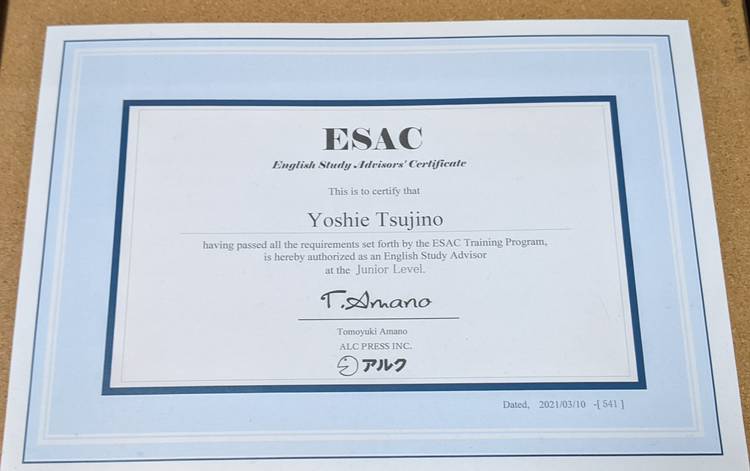 ESAC
English Study Advisors' Certificate
This is to certify that
Yoshie Tsujino
having passed all the requirements set forth by the ESAC Training Program,
is hereby authorized as an English Study Advisor
at the Junior Level.
T. Amano
Tomoyuki Amano
ALC PRESS INC.
アルク
Dated, 2021/03/10 -[ 541 ]